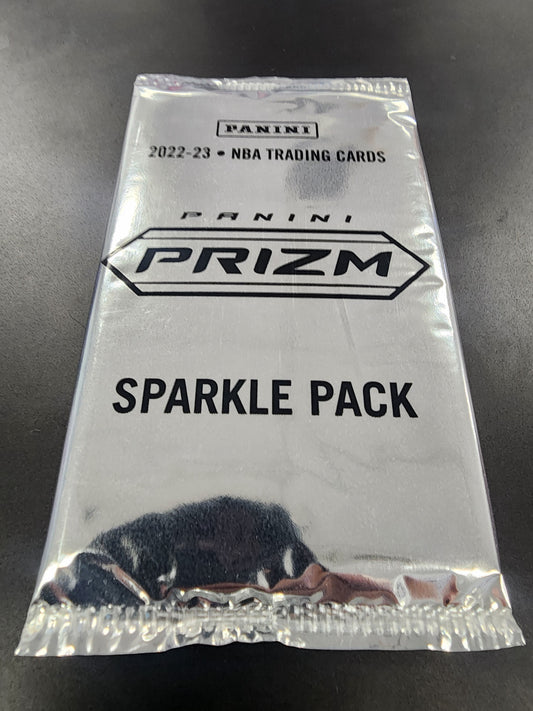 PANINI
2022-23 • NBA TRADING CARDS
PANINI
PRIZM
SPARKLE PACK